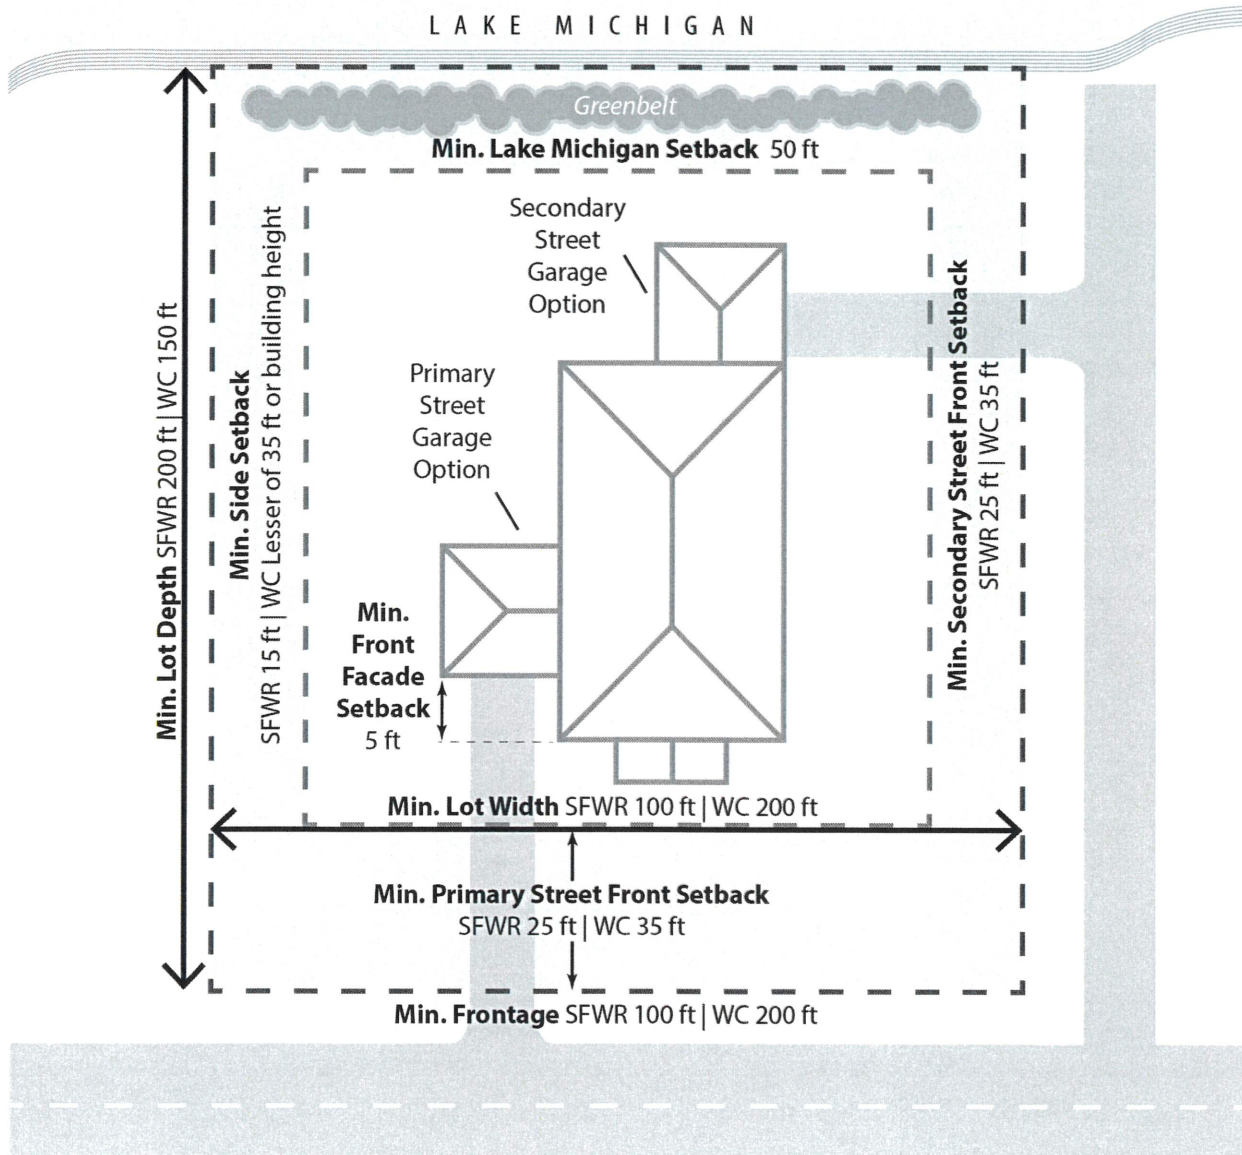 LAKE MICHIGAN
Greenbelt
Min. Lake Michigan Setback 50 ft
Secondary
Street
Garage
Option
Primary
Street
Garage
Option
Min. Lot Depth SFWR 200 ft | WC 150 ft
Min. Side Setback
SFWR 15 ft | WC Lesser of 35 ft or building height
Min. Secondary Street Front Setback
SFWR 25 ft | WC 35 ft
Min.
Front
Facade
Setback
5 ft
Min. Lot Width SFWR 100 ft | WC 200 ft
Min. Primary Street Front Setback
SFWR 25 ft | WC 35 ft
Min. Frontage SFWR 100 ft | WC 200 ft